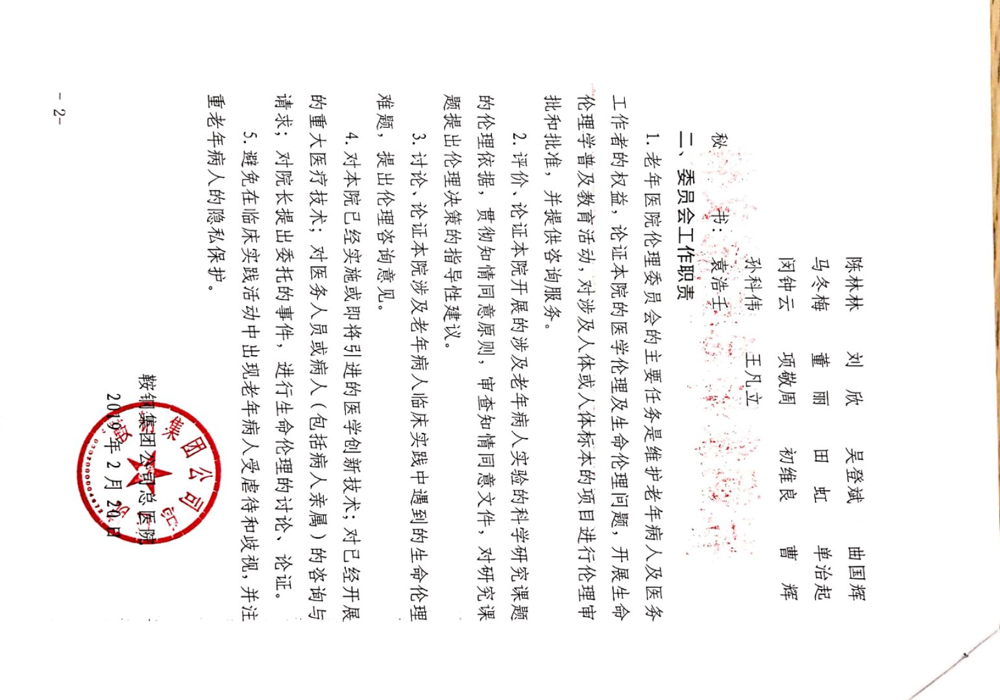 陈林林 刘 欣 吴登斌 曲国辉
马冬梅 董 丽 田 虹 单治起
闵钟云 项敬周 初维良 曹 辉
孙科伟 王凡立
秘 书：袁浩壬
二、委员会工作职责
1. 老年医院伦理委员会的主要任务是维护老年病人及医务
工作者的权益，论证本院的医学伦理及生命伦理问题，开展生命
伦理学普及教育活动，对涉及人体或人体标本的项目进行伦理审
批和批准，并提供咨询服务。
2. 评价、论证本院开展的涉及老年病人实验的科学研究课题
的伦理依据，贯彻知情同意原则，审查知情同意文件，对研究课
题提出伦理决策的指导性建议。
3. 讨论、论证本院涉及老年病人临床实践中遇到的生命伦理
难题，提出伦理咨询意见。
4. 对本院已经实施或即将引进的医学创新技术；对已经开展
的重大医疗技术；对医务人员或病人（包括病人亲属）的咨询与
请求；对院长提出委托的事件，进行生命伦理的讨论、论证。
5. 避免在临床实践活动中出现老年病人受虐待和歧视，并注
重老年病人的隐私保护。
鞍钢集团公司总医院
2019年2月20日
集团公司总
- 2-